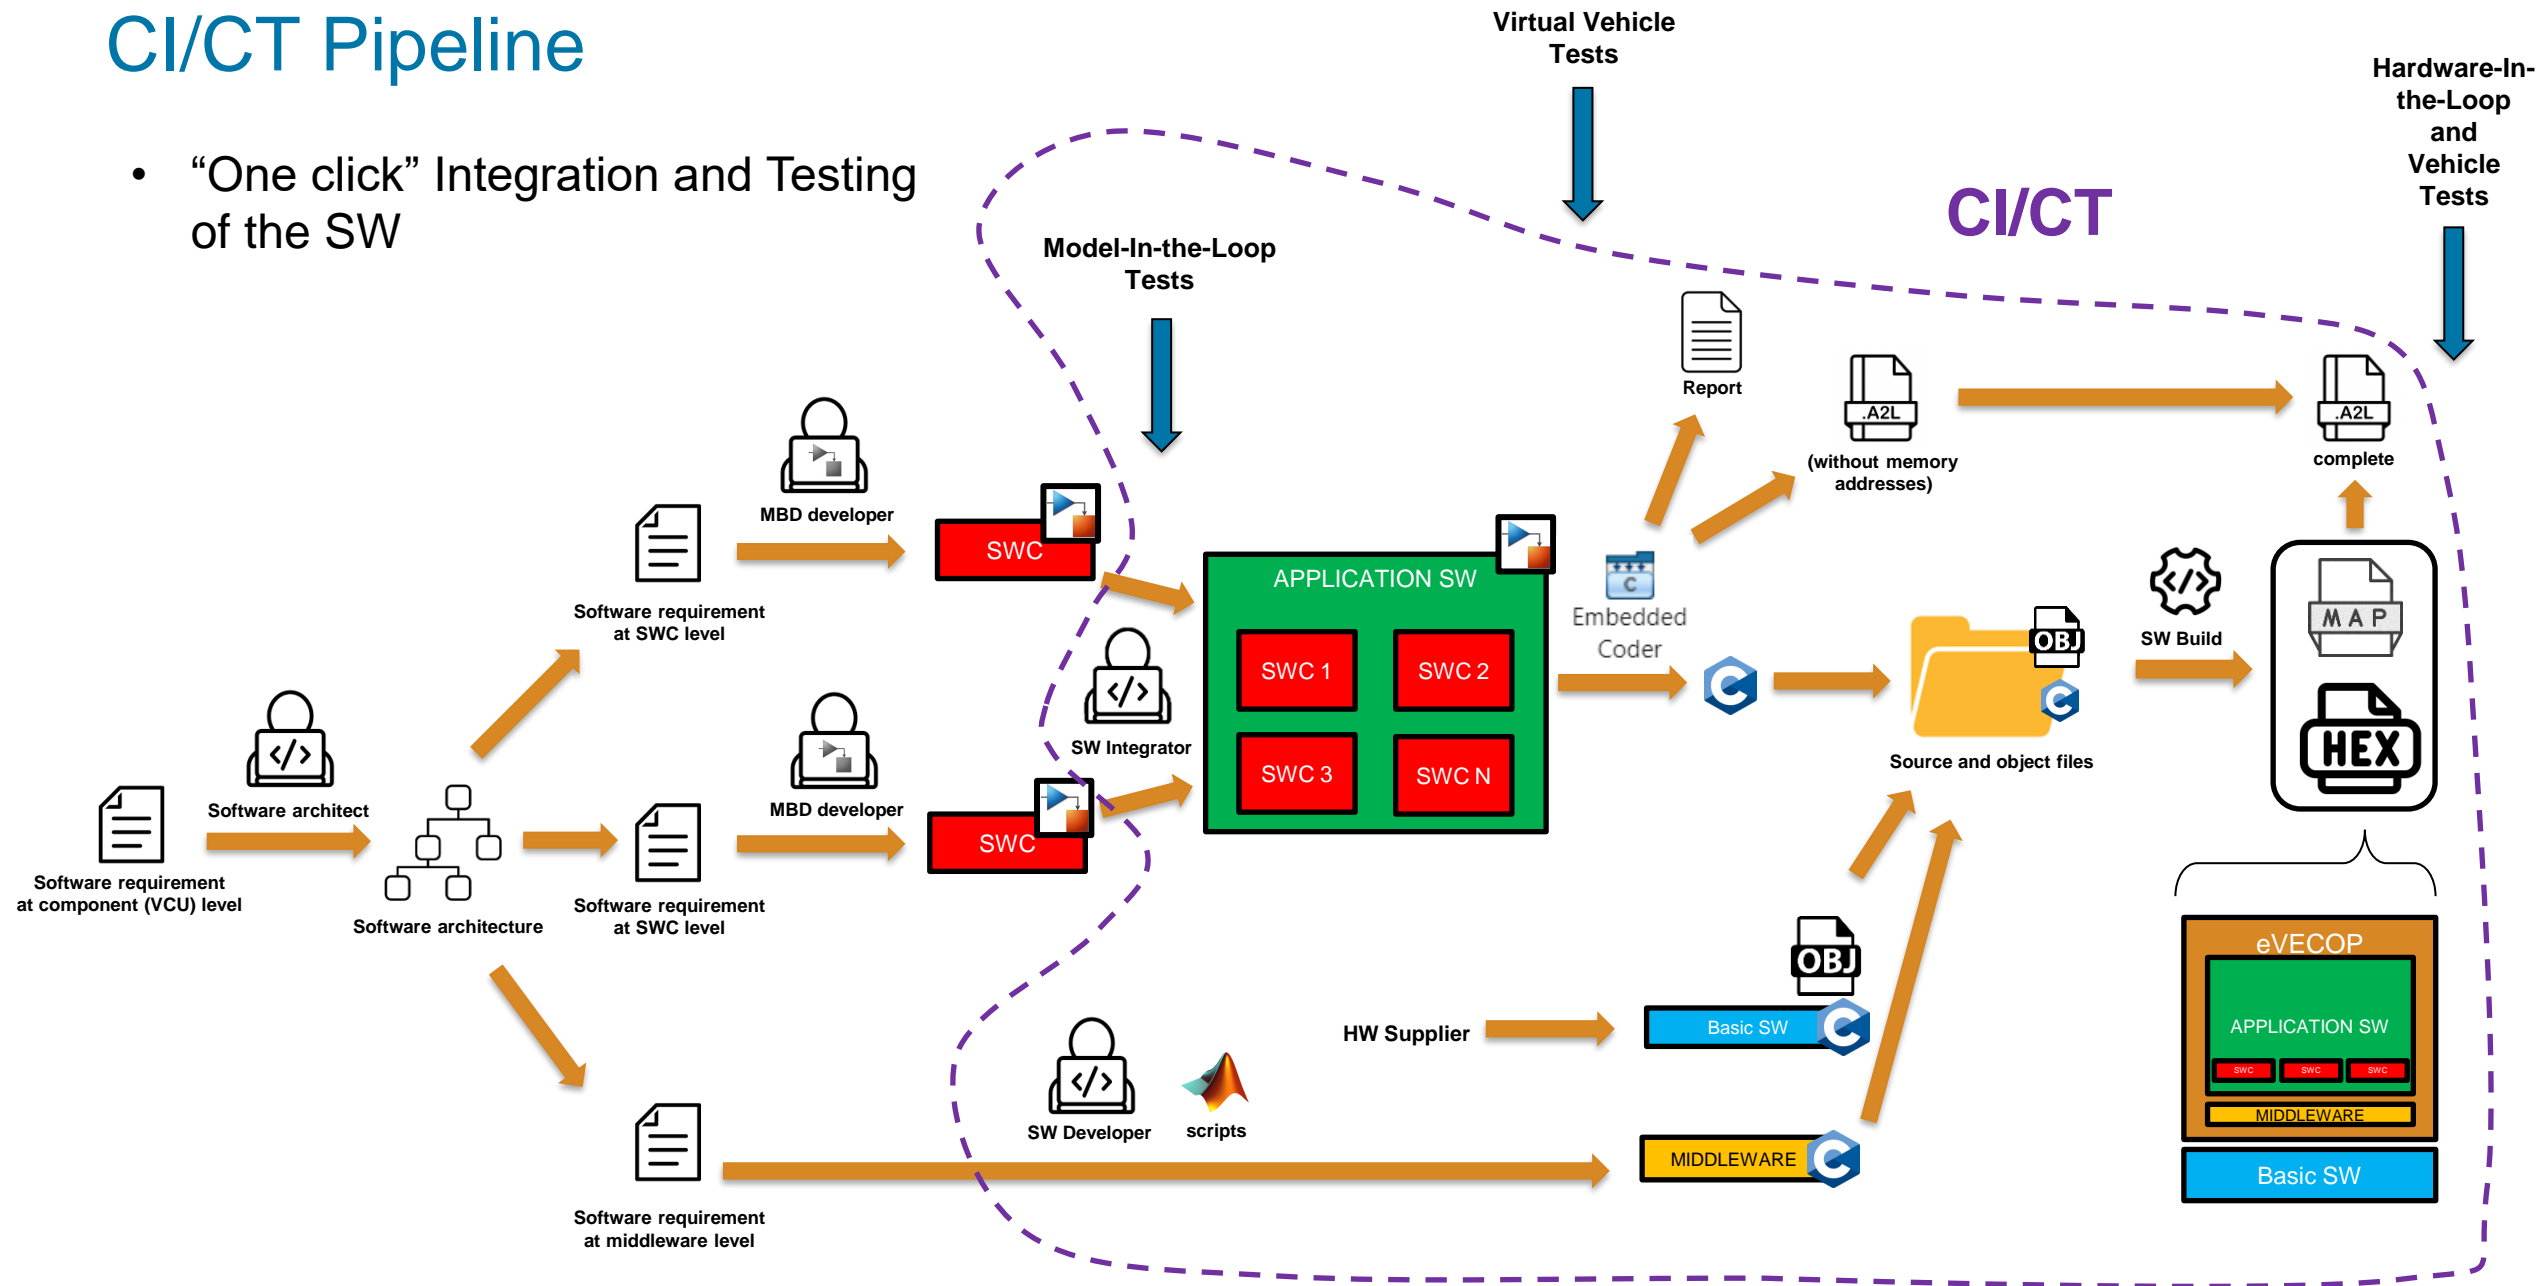 CI/CT Pipeline
• “One click” Integration and Testing
of the SW
Virtual Vehicle
Tests
Hardware-In-
the-Loop
and
Vehicle
Tests
CI/CT
Model-In-the-Loop
Tests
Report
.A2L
(without memory
addresses)
.A2L
complete
MBD developer
SWC
Software requirement
at SWC level
SW Integrator
APPLICATION SW
SWC 1
SWC 2
SWC 3
SWC N
C
Embedded
Coder
C
OBJ
C
Source and object files
SW Build
MAP
HEX
Software requirement
at component (VCU) level
Software architect
Software architecture
Software requirement
at SWC level
MBD developer
SWC
OBJ
HW Supplier
Basic SW
C
SW Developer
scripts
MIDDLEWARE
C
Software requirement
at middleware level
eVECOP
APPLICATION SW
SWC
SWC
SWC
MIDDLEWARE
Basic SW